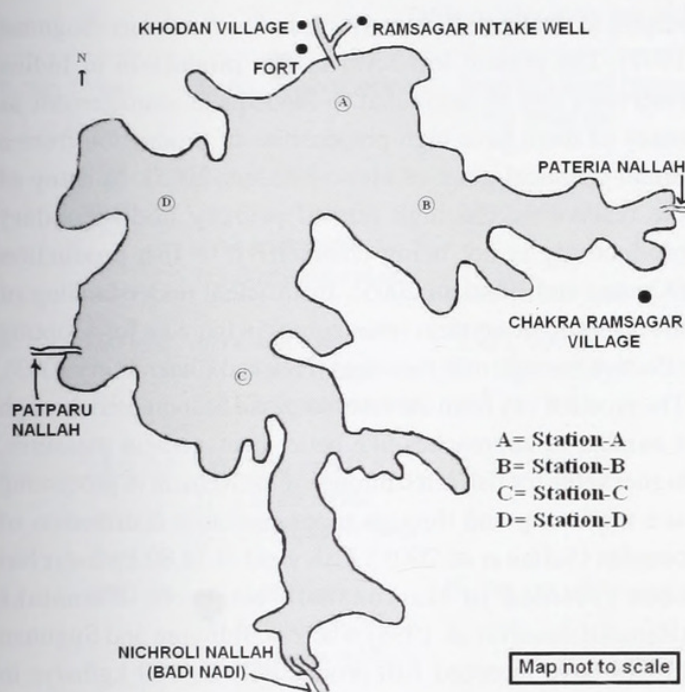 KHODAN VILLAGE
RAMSAGAR INTAKE WELL
FORT
N
A
PATERIA NALLAH
D
B
CHAKRA RAMSAGAR
VILLAGE
C
PATPARU
NALLAH
A= Station-A
B= Station-B
C= Station-C
D= Station-D
NICHROLI NALLAH
(BADI NADI)
Map not to scale